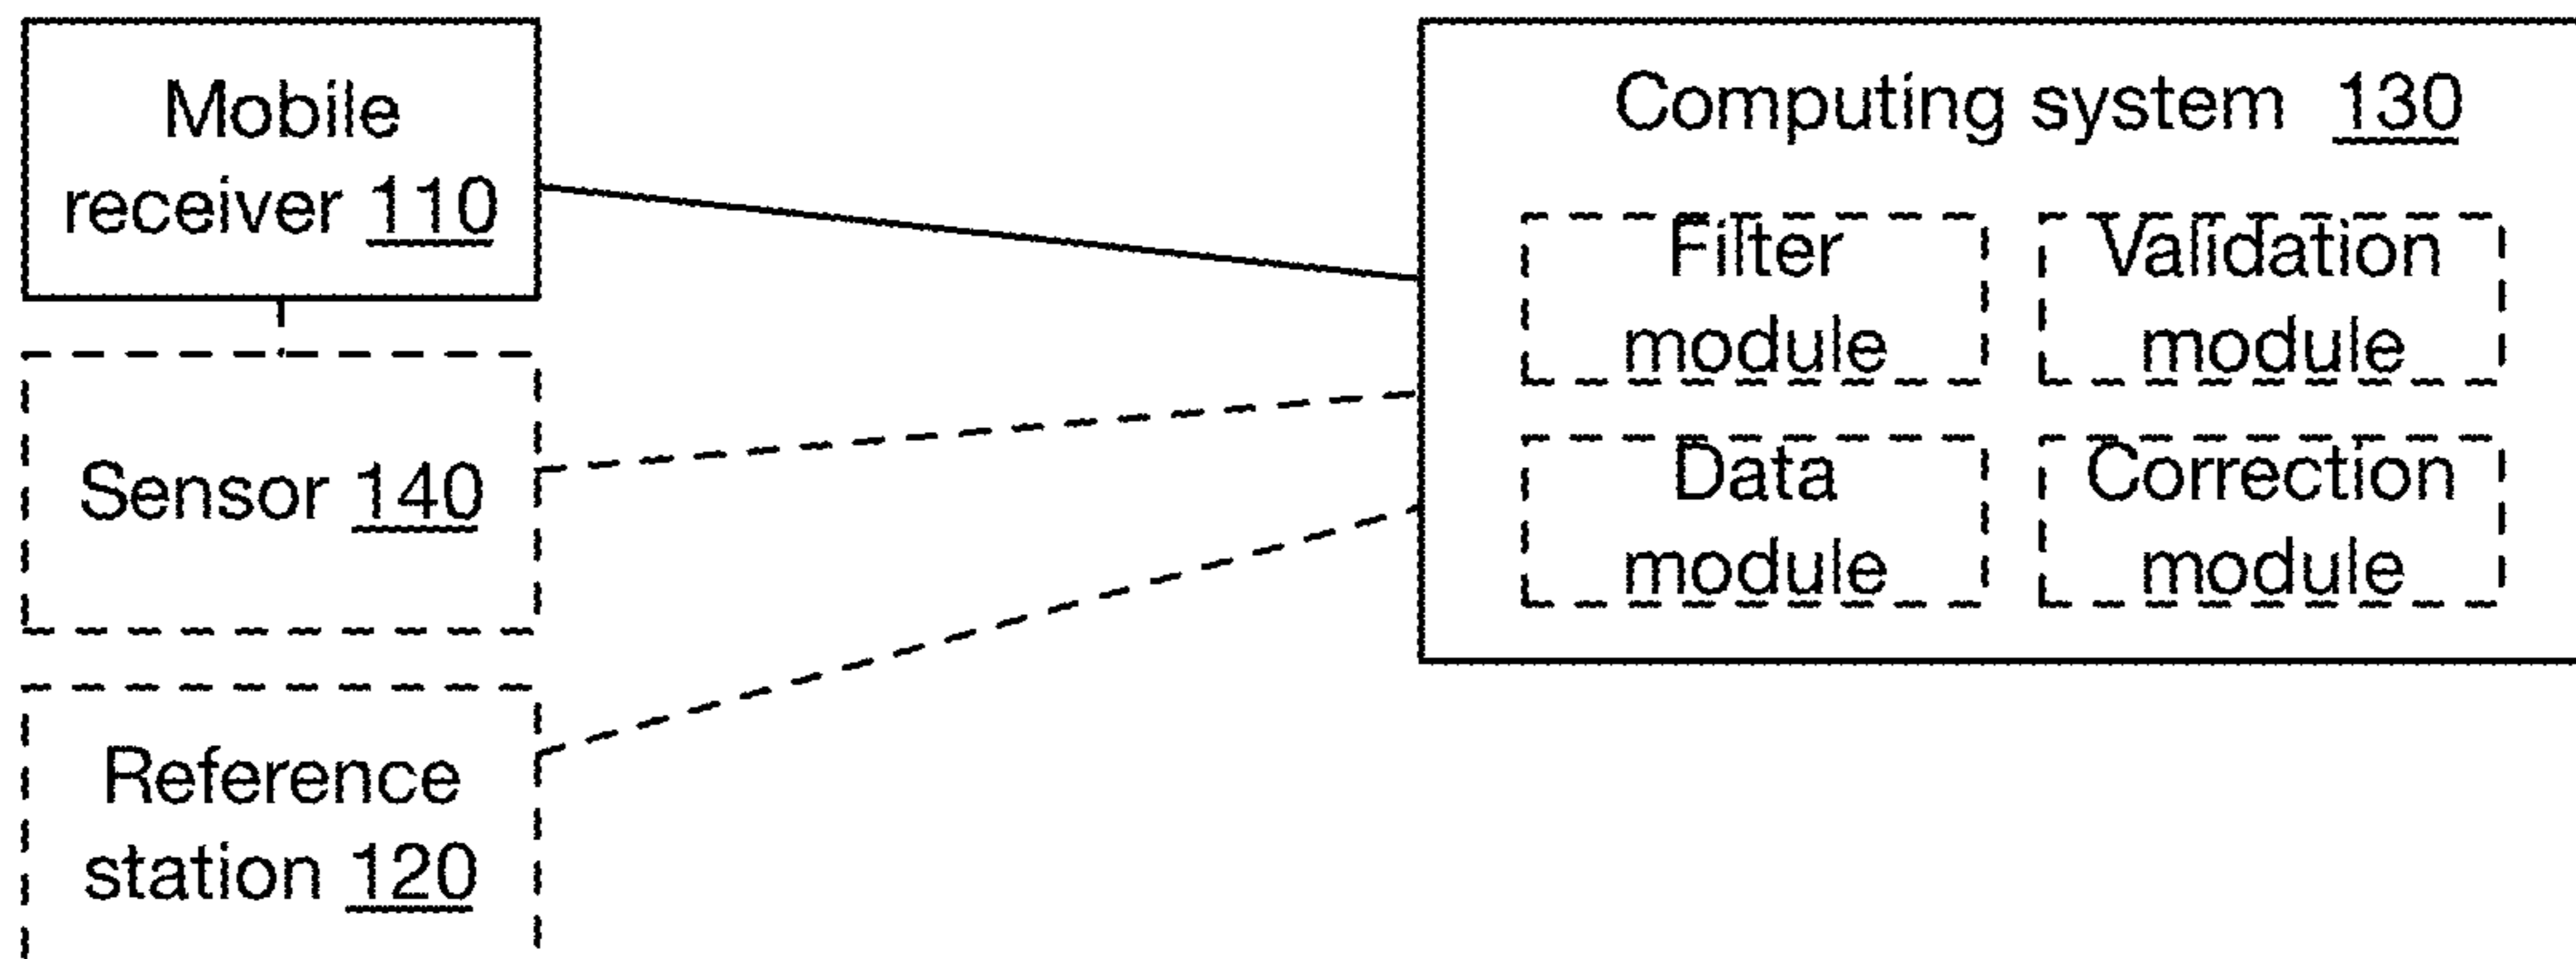 Mobile
receiver 110
Computing system 130
Filter
module
Validation
module
Sensor 140
Data
module
Correction
module
Reference
station 120